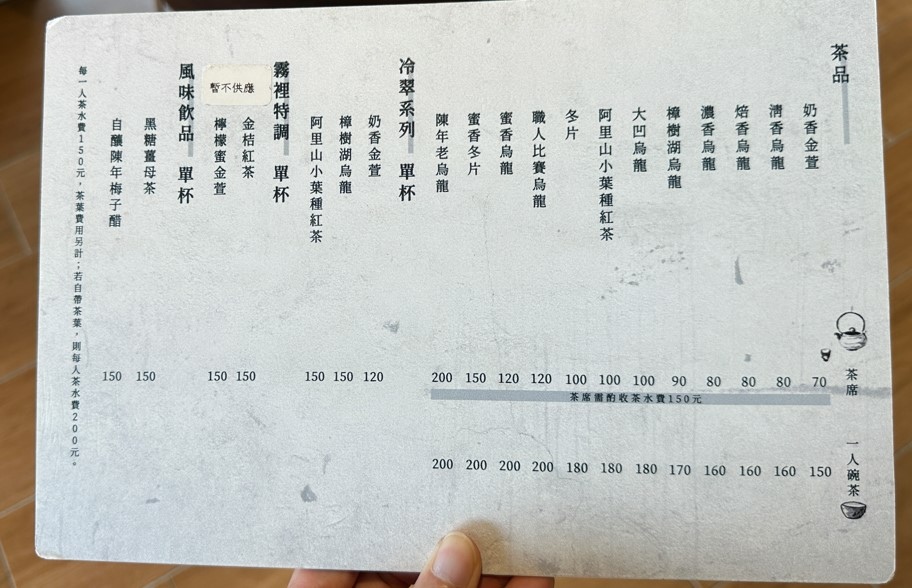 茶品
奶香金萱 70 150
清香烏龍 80 160
焙香烏龍 80 160
濃香烏龍 80 160
樟樹湖烏龍 90 170
大凹烏龍 100 180
阿里山小葉種紅茶 100 180
冬片 100 180
職人比賽烏龍 120 200
蜜香烏龍 120 200
蜜香冬片 150 200
陳年老烏龍 200 200
茶席
茶席需酌收茶水費150元
一人碗茶
冷翠系列 單杯
奶香金萱 120
樟樹湖烏龍 150
阿里山小葉種紅茶 150
霧裡特調 單杯
暫不供應
金桔紅茶 150
檸檬蜜金萱 150
風味飲品 單杯
黑糖薑母茶 150
自釀陳年梅子醋 150
每一人茶水費150元，茶葉費用另計；若自帶茶葉，則每人茶水費200元。